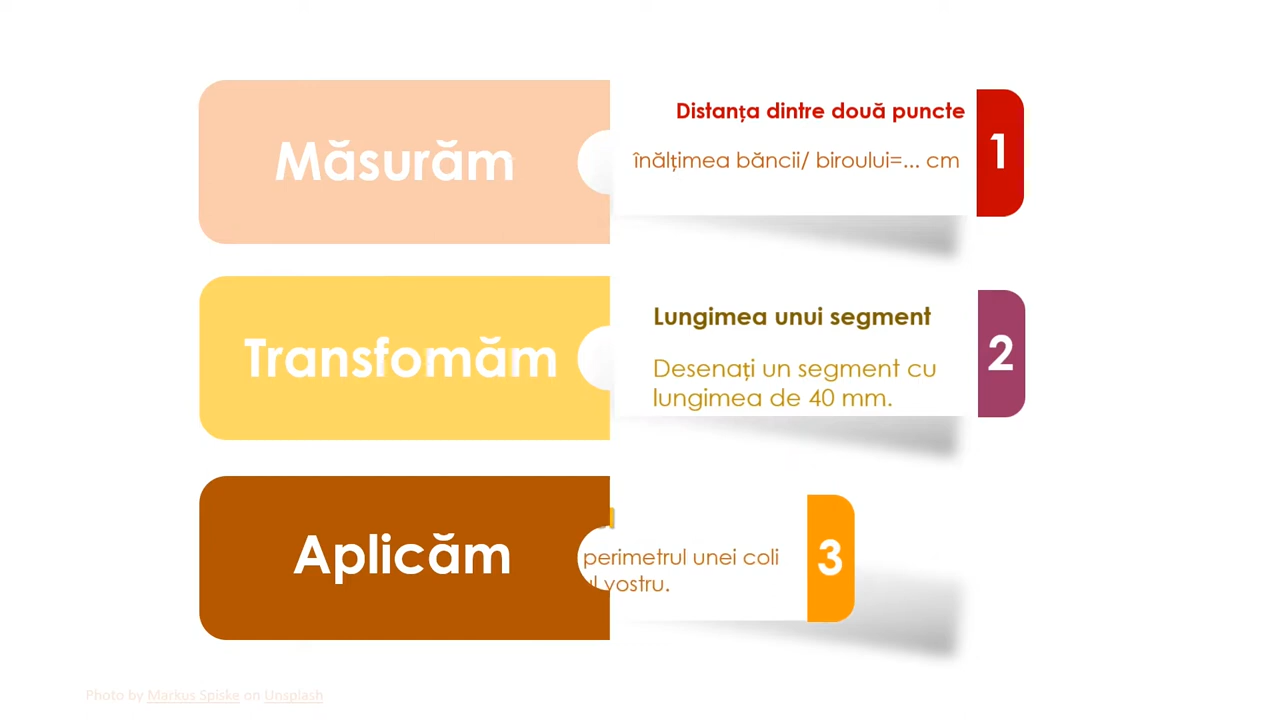 Măsurăm
Distanța dintre două puncte
înălțimea băncii/ biroului=... cm
1
Transfomăm
Lungimea unui segment
Desenați un segment cu
lungimea de 40 mm.
2
Aplicăm
perimetrul unei coli
vostru.
3
Photo by Markus Spiske on Unsplash